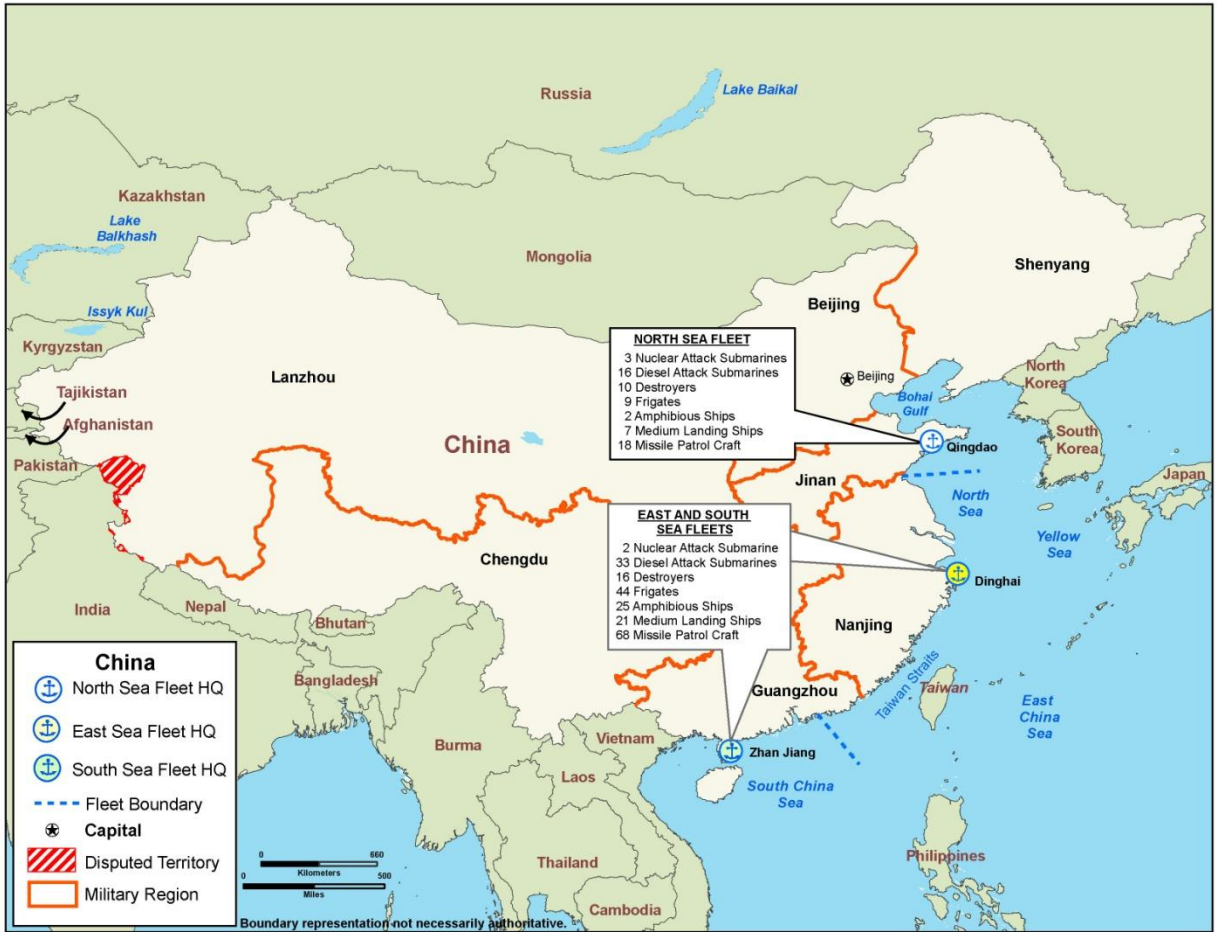 Russia
Lake Baikal
Kazakhstan
Lake
Balkhash
Mongolia
Shenyang
Beijing
Issyk Kul
Kyrgyzstan
NORTH SEA FLEET
3 Nuclear Attack Submarines
16 Diesel Attack Submarines
10 Destroyers
9 Frigates
2 Amphibious Ships
7 Medium Landing Ships
18 Missile Patrol Craft
Beijing
North
Korea
Lanzhou
Tajikistan
Afghanistan
Bohai
Gulf
China
Pakistan
Qingdao
South
Korea
Jinan
Japan
North
Sea
Yellow
Sea
EAST AND SOUTH
SEA FLEETS
2 Nuclear Attack Submarine
33 Diesel Attack Submarines
16 Destroyers
44 Frigates
25 Amphibious Ships
21 Medium Landing Ships
68 Missile Patrol Craft
Chengdu
Dinghai
India
Nepal
Bhutan
Nanjing
Bangladesh
Guangzhou
Taiwan Straits
Taiwan
East
China
Sea
Burma
Vietnam
Zhan Jiang
Laos
South China
Sea
Thailand
Philippines
Cambodia
China
North Sea Fleet HQ
East Sea Fleet HQ
South Sea Fleet HQ
Fleet Boundary
Capital
Disputed Territory
Military Region
0 660
Kilometers
0 500
Miles
Boundary representation not necessarily authoritative.